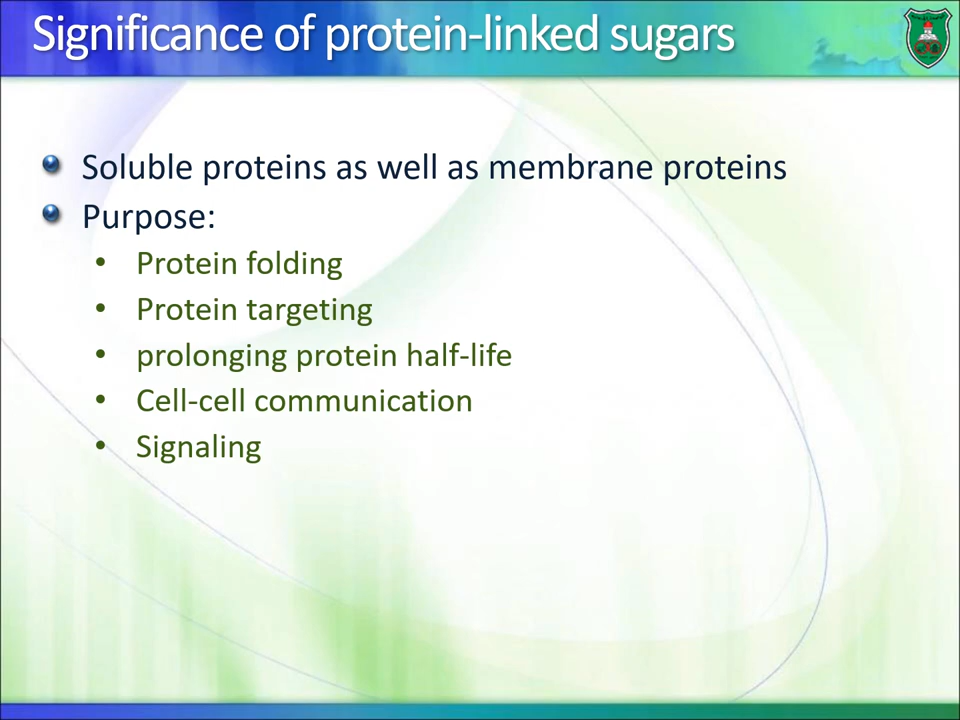 Significance of protein-linked sugars
Soluble proteins as well as membrane proteins
Purpose:
• Protein folding
• Protein targeting
• prolonging protein half-life
• Cell-cell communication
• Signaling